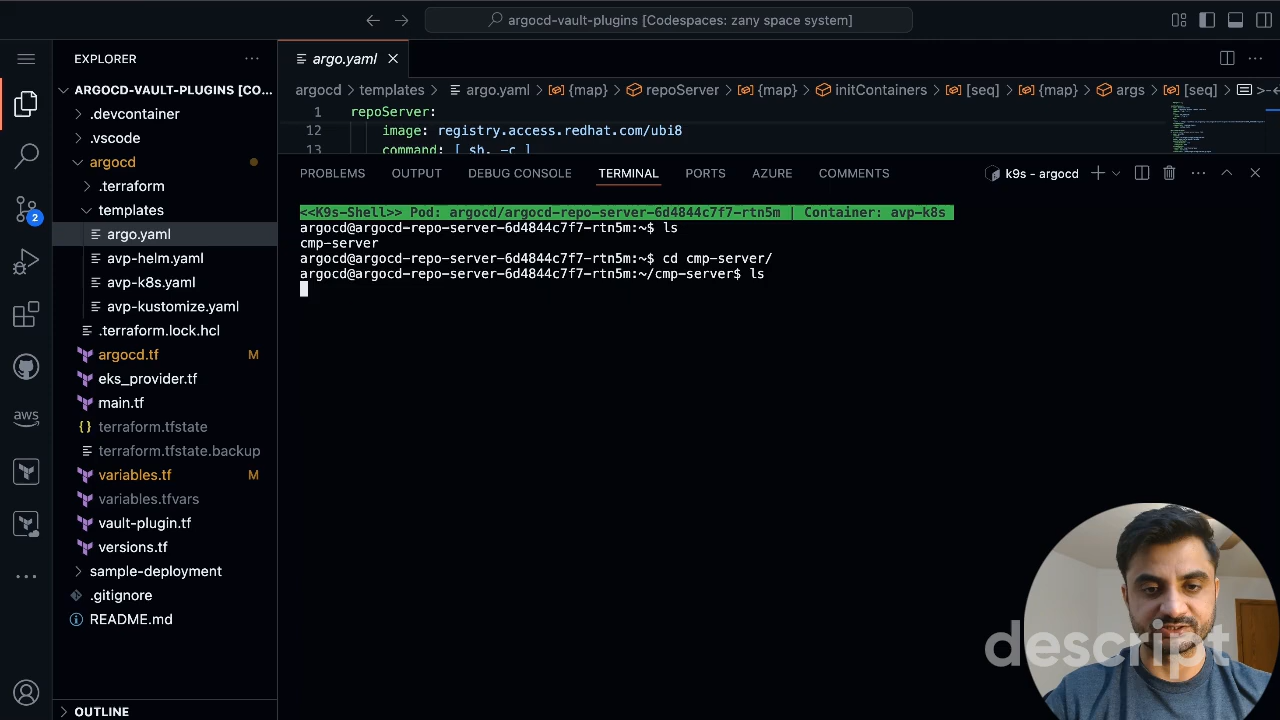 argocd-vault-plugins [Codespaces: zany space system]
EXPLORER
ARGOCD-VAULT-PLUGINS [CO...
.devcontainer
.vscode
argocd
.terraform
templates
argo.yaml
avp-helm.yaml
avp-k8s.yaml
avp-kustomize.yaml
.terraform.lock.hcl
argocd.tf M
eks_provider.tf
main.tf
terraform.tfstate
terraform.tfstate.backup
variables.tf M
variables.tfvars
vault-plugin.tf
versions.tf
sample-deployment
.gitignore
README.md
OUTLINE
2
aws
argo.yaml
argocd > templates > argo.yaml > {map} > repoServer > {map} > initContainers > [seq] > {map} > args > [seq] > >-
1 repoServer:
12 image: registry.access.redhat.com/ubi8
13 command: [ sh, -c ]
PROBLEMS OUTPUT DEBUG CONSOLE TERMINAL PORTS AZURE COMMENTS k9s - argocd
<<K9s-Shell>> Pod: argocd/argocd-repo-server-6d4844c7f7-rtn5m | Container: avp-k8s
argocd@argocd-repo-server-6d4844c7f7-rtn5m:~$ ls
cmp-server
argocd@argocd-repo-server-6d4844c7f7-rtn5m:~$ cd cmp-server/
argocd@argocd-repo-server-6d4844c7f7-rtn5m:~/cmp-server$ ls
descript